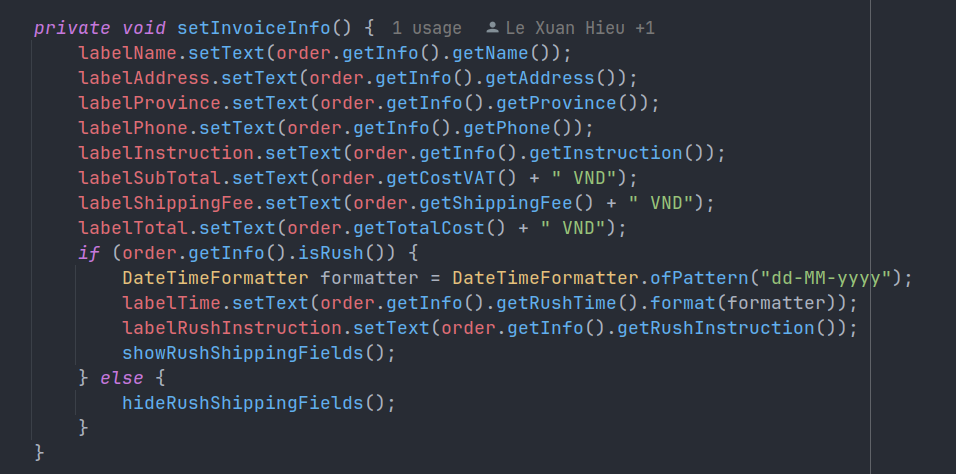 private void setInvoiceInfo() { 1 usage Le Xuan Hieu +1
labelName.setText(order.getInfo().getName());
labelAddress.setText(order.getInfo().getAddress());
labelProvince.setText(order.getInfo().getProvince());
labelPhone.setText(order.getInfo().getPhone());
labelInstruction.setText(order.getInfo().getInstruction());
labelSubTotal.setText(order.getCostVAT() + " VND");
labelShippingFee.setText(order.getShippingFee() + " VND");
labelTotal.setText(order.getTotalCost() + " VND");
if (order.getInfo().isRush()) {
DateTimeFormatter formatter = DateTimeFormatter.ofPattern("dd-MM-yyyy");
labelTime.setText(order.getInfo().getRushTime().format(formatter));
labelRushInstruction.setText(order.getInfo().getRushInstruction());
showRushShippingFields();
} else {
hideRushShippingFields();
}
}